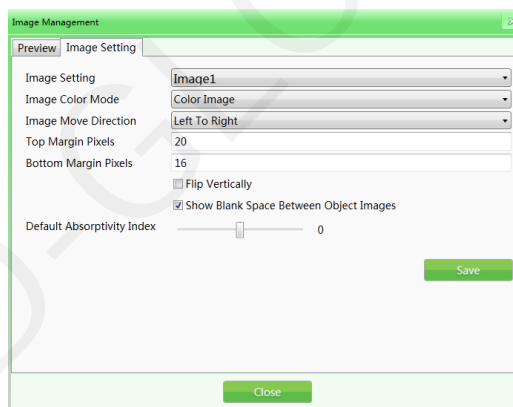 Image Management
Preview Image Setting
Image Setting Image1
Image Color Mode Color Image
Image Move Direction Left To Right
Top Margin Pixels 20
Bottom Margin Pixels 16
Flip Vertically
Show Blank Space Between Object Images
Default Absorptivity Index 0
Save
Close